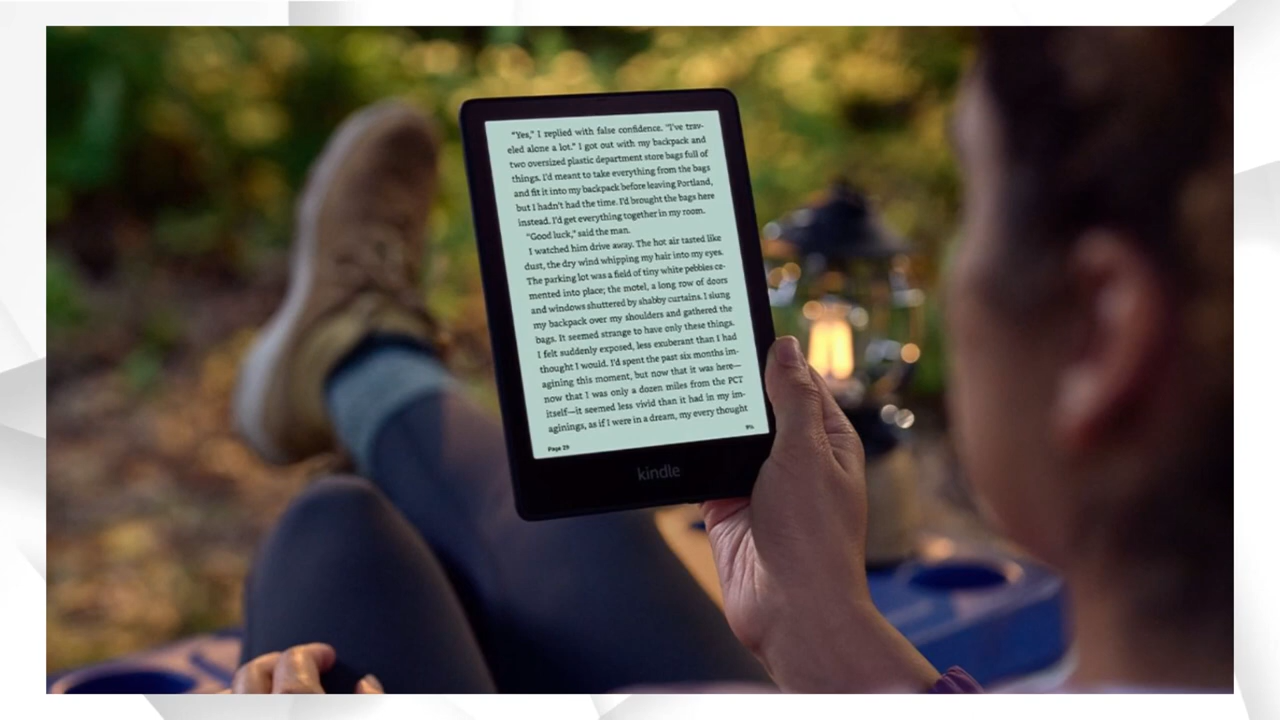 "Yes," I replied with false confidence. "I've trav-
eled alone a lot." I got out with my backpack and
two oversized plastic department store bags full of
things. I'd meant to take everything from the bags
and fit it into my backpack before leaving Portland,
but I hadn't had the time. I'd brought the bags here
instead. I'd get everything together in my room.
"Good luck," said the man.
I watched him drive away. The hot air tasted like
dust, the dry wind whipping my hair into my eyes.
The parking lot was a field of tiny white pebbles ce-
mented into place; the motel, a long row of doors
and windows shuttered by shabby curtains. I slung
my backpack over my shoulders and gathered the
bags. It seemed strange to have only these things.
I felt suddenly exposed, less exuberant than I had
thought I would. I'd spent the past six months im-
agining this moment, but now that it was here—
now that I was only a dozen miles from the PCT
itself—it seemed less vivid than it had in my im-
aginings, as if I were in a dream, my every thought
Page 29
9%
kindle